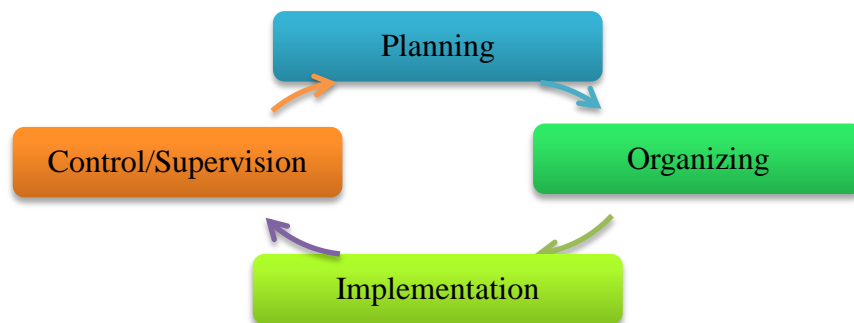 Planning
Control/Supervision
Organizing
Implementation